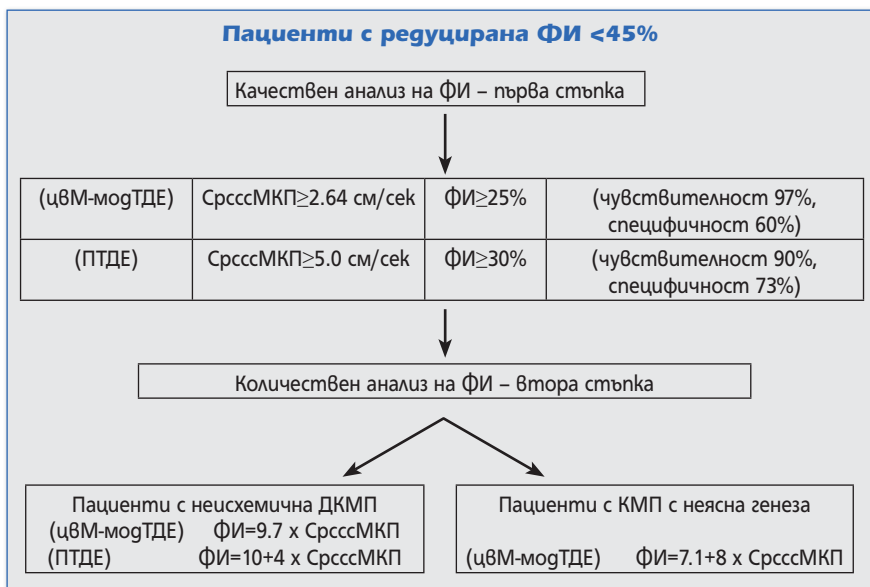 Пациенти с редуцирана ФИ <45%
Качествен анализ на ФИ – първа стъпка
(цвМ-модТДЕ) СрсссМКП≥2.64 см/сек ФИ≥25% (чувствителност 97%,
специфичност 60%)
(ПТДЕ) СрсссМКП≥5.0 см/сек ФИ≥30% (чувствителност 90%,
специфичност 73%)
Количествен анализ на ФИ – втора стъпка
Пациенти с неисхемична ДКМП
(цвМ-модТДЕ) ФИ=9.7 x СрсссМКП
(ПТДЕ) ФИ=10+4 x СрсссМКП
Пациенти с КМП с неясна генеза
(цвМ-модТДЕ) ФИ=7.1+8 x СрсссМКП